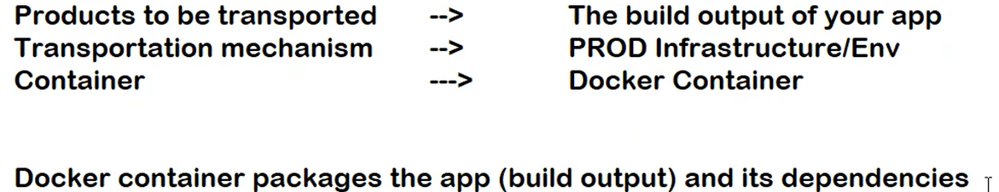 Products to be transported --> The build output of your app
Transportation mechanism --> PROD Infrastructure/Env
Container ---> Docker Container
Docker container packages the app (build output) and its dependencies